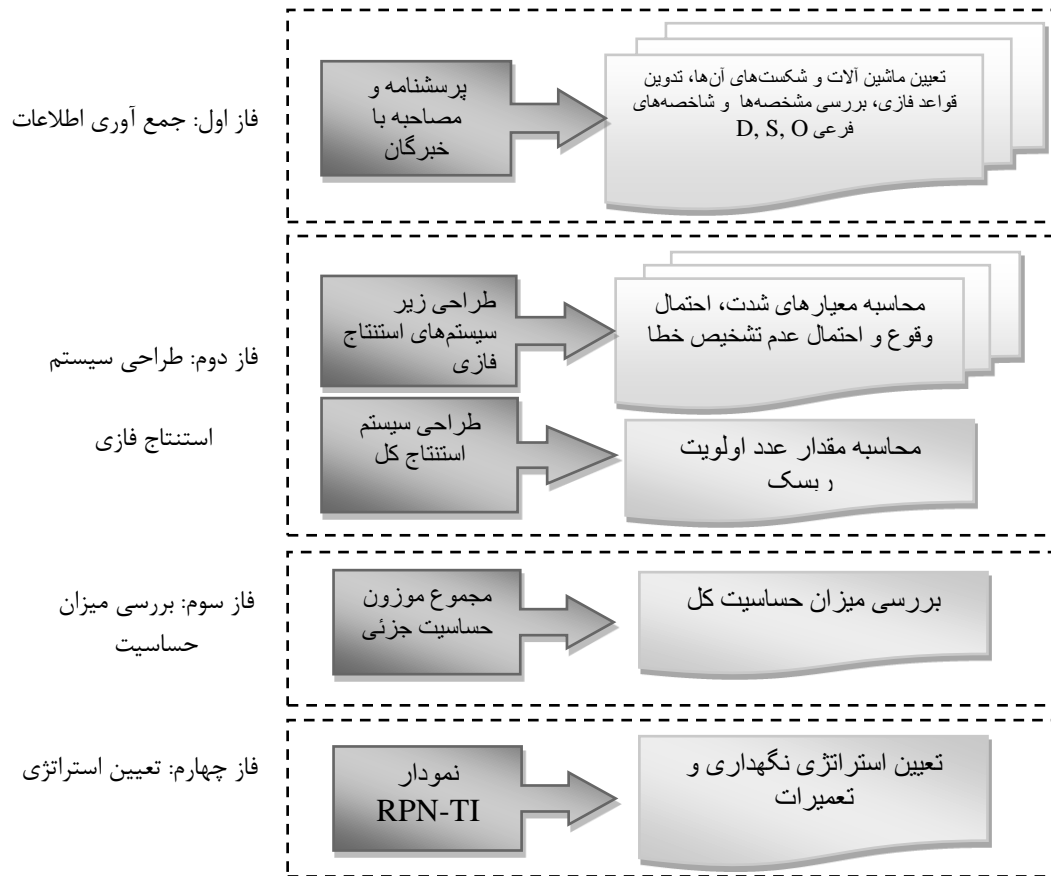 فاز اول: جمع آوری اطلاعات
پرسشنامه و
مصاحبه با
خبرگان
تعیین ماشین آلات و شکست‌های آن‌ها، تدوین
قواعد فازی، بررسی مشخصه‌ها و شاخصه‌های
فرعی D, S, O
فاز دوم: طراحی سیستم
استنتاج فازی
طراحی زیر
سیستم‌های استنتاج
فازی
محاسبه معیارهای شدت، احتمال
وقوع و احتمال عدم تشخیص خطا
طراحی سیستم
استنتاج کل
محاسبه مقدار عدد اولویت
ریسک
فاز سوم: بررسی میزان
حساسیت
مجموع موزون
حساسیت جزئی
بررسی میزان حساسیت کل
فاز چهارم: تعیین استراتژی
نمودار
RPN-TI
تعیین استراتژی نگهداری و
تعمیرات